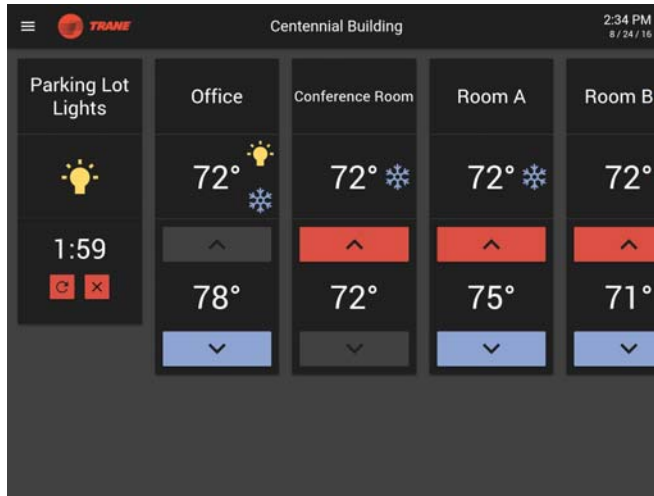 TRANE
Centennial Building
2:34 PM
8 / 24 / 16
Parking Lot
Lights
1:59
Office
72°
78°
Conference Room
72°
72°
Room A
72°
75°
Room B
72°
71°